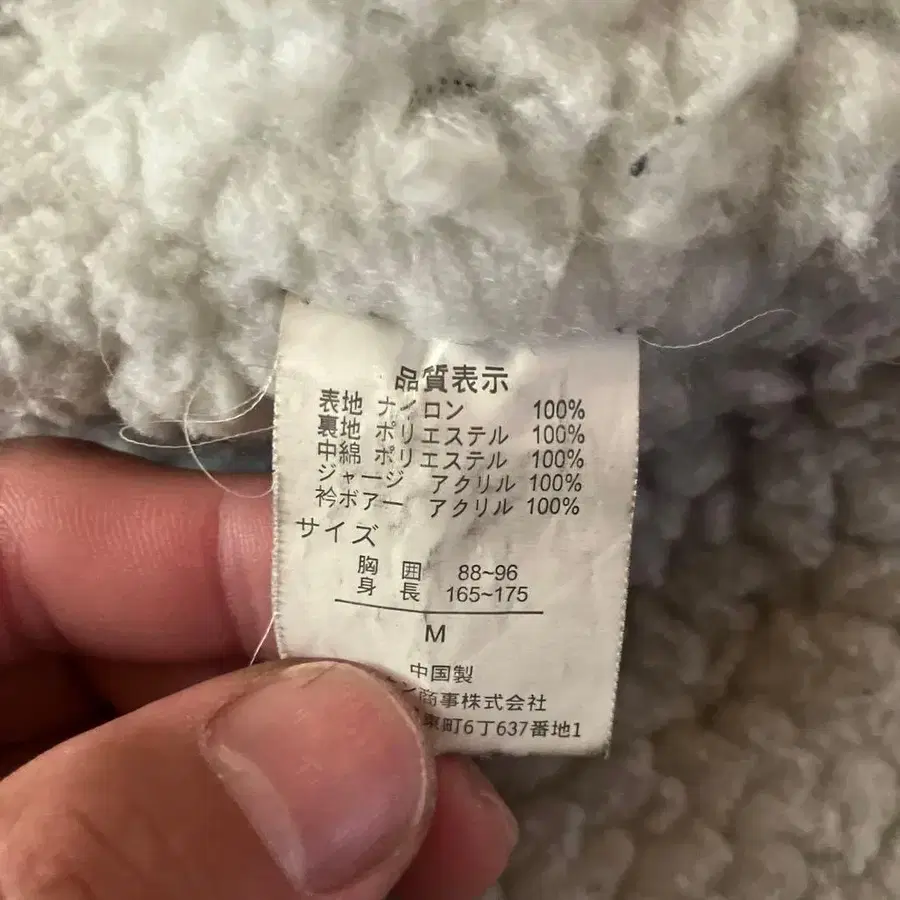 品質表示
表地 ナイロン 100%
裏地 ポリエステル 100%
中綿 ポリエステル 100%
ジャージ アクリル 100%
衿ボアー アクリル 100%
サイズ
胸 囲 88~96
身 長 165~175
M
中国製
ン商事株式会社
東町6丁637番地1